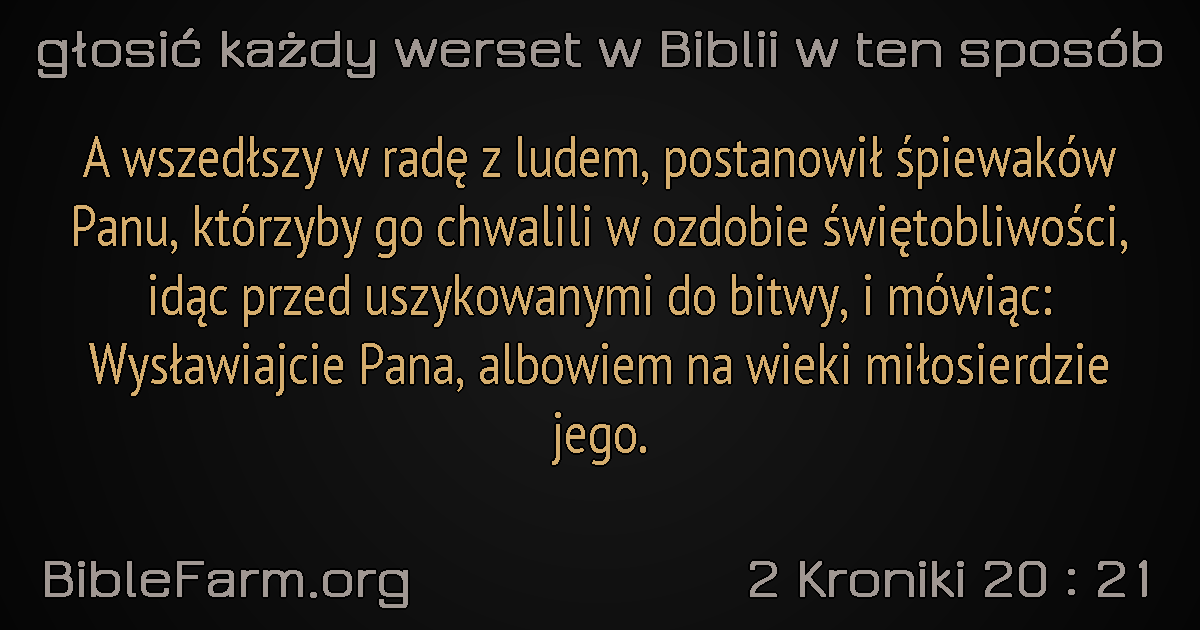 głosić każdy werset w Biblii w ten sposób
A wszedłszy w radę z ludem, postanowił śpiewaków
Panu, którzyby go chwalili w ozdobie świętobliwości,
idąc przed uszykowanymi do bitwy, i mówiąc:
Wysławiajcie Pana, albowiem na wieki miłosierdzie
jego.
BibleFarm.org
2 Kroniki 20 : 21